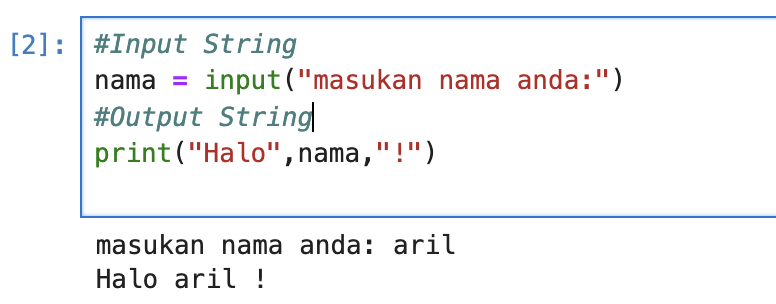 [2]: #Input String
nama = input("masukan nama anda:")
#Output String
print("Halo",nama,"!")
masukan nama anda: aril
Halo aril !